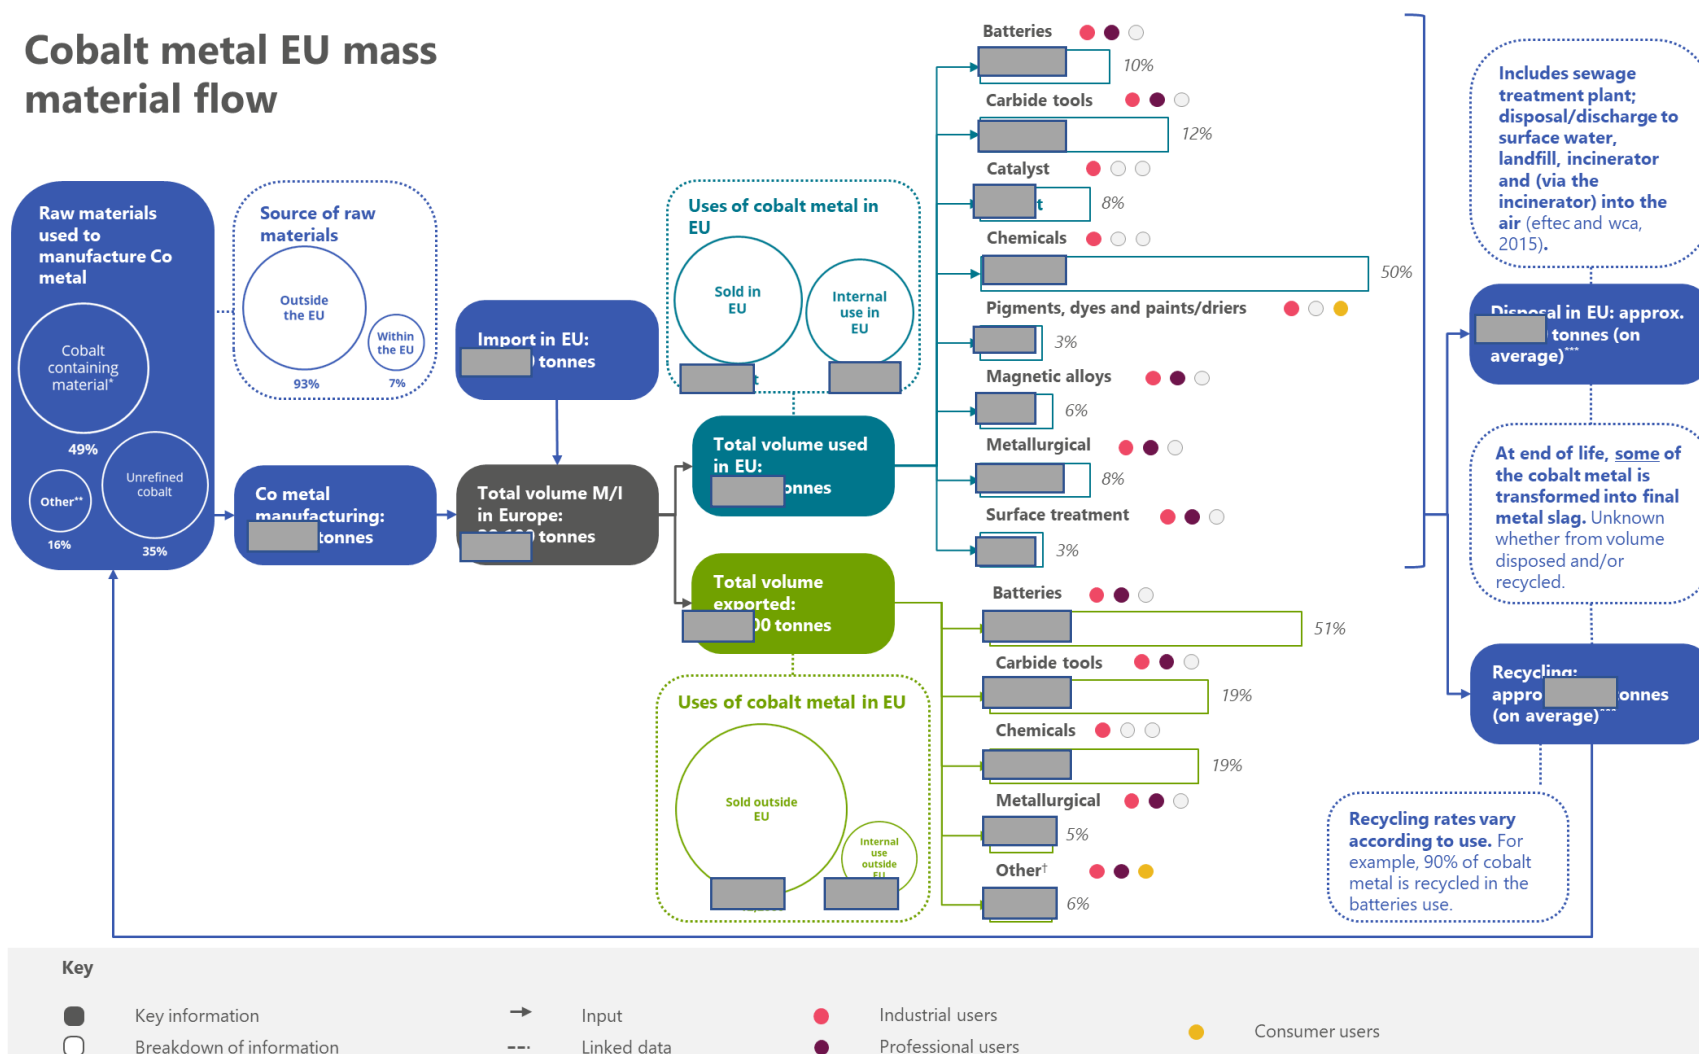 Cobalt metal EU mass
material flow
Raw materials
used to
manufacture Co
metal
Cobalt
containing
material*
49%
Other**
16%
Unrefined
cobalt
35%
Source of raw
materials
Outside
the EU
93%
Within
the EU
7%
Co metal
manufacturing:
tonnes
Import in EU:
tonnes
Total volume M/I
in Europe:
tonnes
Uses of cobalt metal in
EU
Sold in
EU
Internal
use in
EU
t
Total volume used
in EU:
onnes
Total volume
exported:
00 tonnes
Uses of cobalt metal in EU
Sold outside
EU
Internal
use
outside
EU
Batteries
10%
Carbide tools
12%
Catalyst
t
8%
Chemicals
50%
Pigments, dyes and paints/driers
3%
Magnetic alloys
6%
Metallurgical
8%
Surface treatment
3%
Batteries
51%
Carbide tools
19%
Chemicals
19%
Metallurgical
5%
Other†
6%
Includes sewage
treatment plant;
disposal/discharge to
surface water,
landfill, incinerator
and (via the
incinerator) into the
air (eftec and wca,
2015).
Disposal in EU: approx.
tonnes (on
average)***
At end of life, some of
the cobalt metal is
transformed into final
metal slag. Unknown
whether from volume
disposed and/or
recycled.
Recycling:
appro onnes
(on average)***
Recycling rates vary
according to use. For
example, 90% of cobalt
metal is recycled in the
batteries use.
Key
Key information
Breakdown of information
Input
Linked data
Industrial users
Professional users
Consumer users